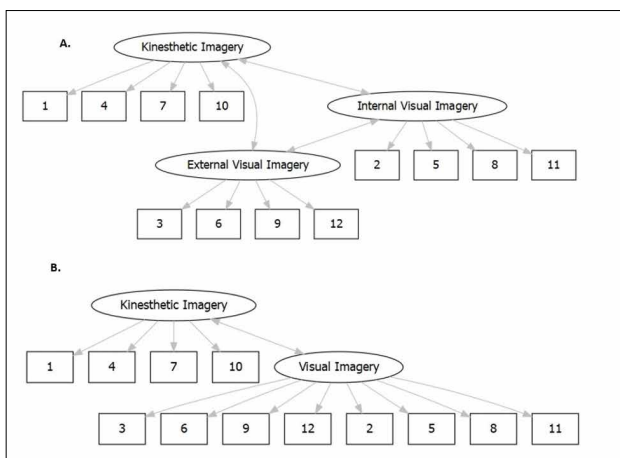 A.
Kinesthetic Imagery
1 4 7 10
Internal Visual Imagery
2 5 8 11
External Visual Imagery
3 6 9 12
B.
Kinesthetic Imagery
1 4 7 10
Visual Imagery
3 6 9 12 2 5 8 11